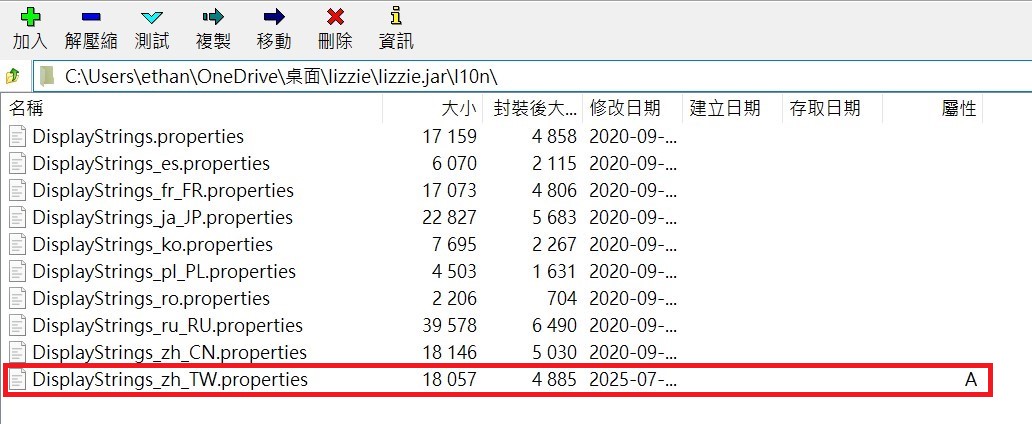 加入 解壓縮 測試 複製 移動 刪除 資訊
C:\Users\ethan\OneDrive\桌面\lizzie\lizzie.jar\l10n\
名稱 大小 封裝後大... 修改日期 建立日期 存取日期 屬性
DisplayStrings.properties 17 159 4 858 2020-09-...
DisplayStrings_es.properties 6 070 2 115 2020-09-...
DisplayStrings_fr_FR.properties 17 073 4 806 2020-09-...
DisplayStrings_ja_JP.properties 22 827 5 683 2020-09-...
DisplayStrings_ko.properties 7 695 2 267 2020-09-...
DisplayStrings_pl_PL.properties 4 503 1 631 2020-09-...
DisplayStrings_ro.properties 2 206 704 2020-09-...
DisplayStrings_ru_RU.properties 39 578 6 490 2020-09-...
DisplayStrings_zh_CN.properties 18 146 5 030 2020-09-...
DisplayStrings_zh_TW.properties 18 057 4 885 2025-07-... A